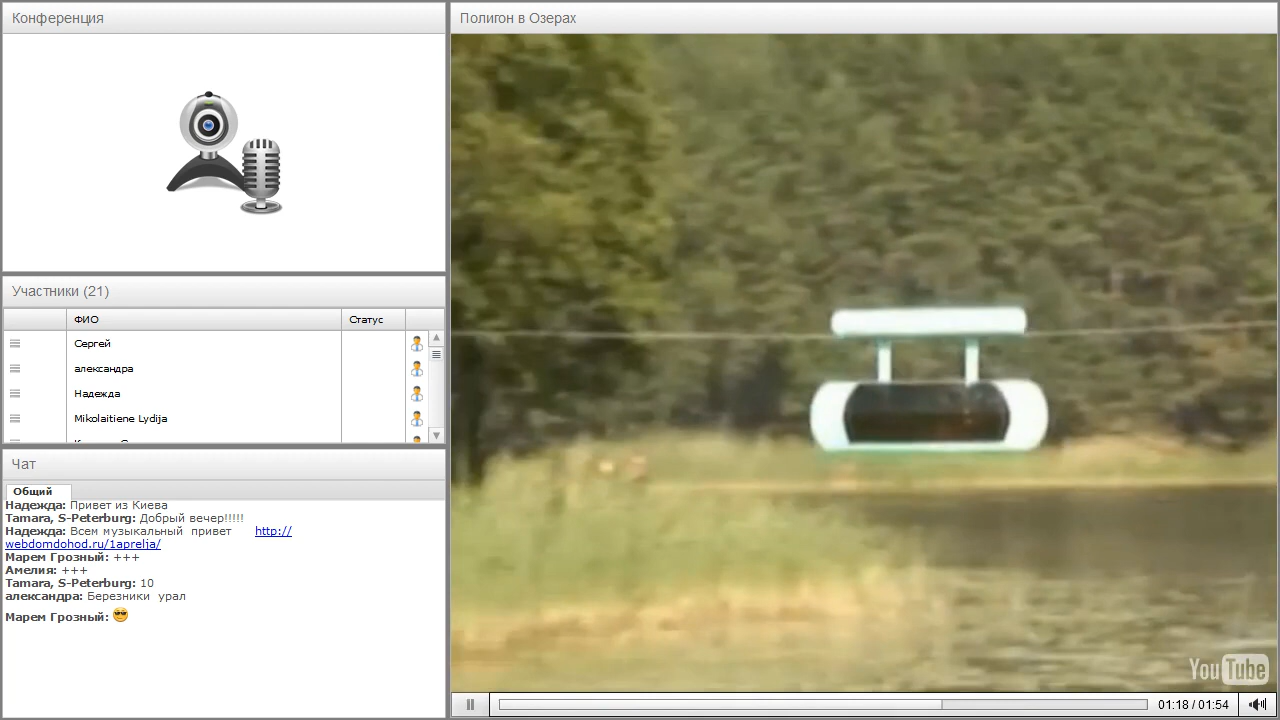 Конференция
Полигон в Озерах
Участники (21)
ФИО
Статус
Сергей
александра
Надежда
Mikolaitiene Lydija
Чат
Общий
Надежда: Привет из Киева
Tamara, S-Peterburg: Добрый вечер!!!!!
Надежда: Всем музыкальный привет http://
webdomdohod.ru/1aprelja/
Марем Грозный: +++
Амелия: +++
Tamara, S-Peterburg: 10
александра: Березники урал
Марем Грозный:
YouTube
01:18 / 01:54